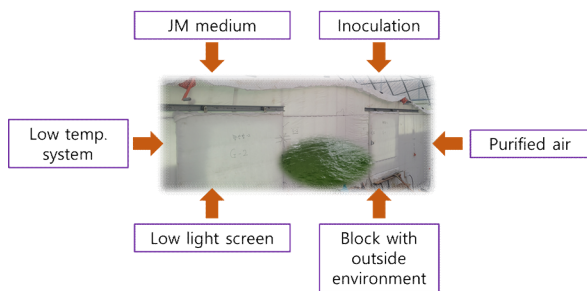 JM medium
Inoculation
Low temp.
system
Purified air
Low light screen
Block with
outside
environment